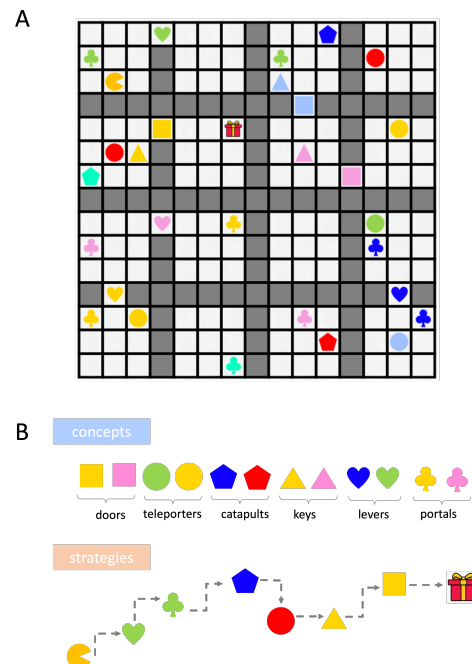 A
B
concepts
doors teleporters catapults keys levers portals
strategies